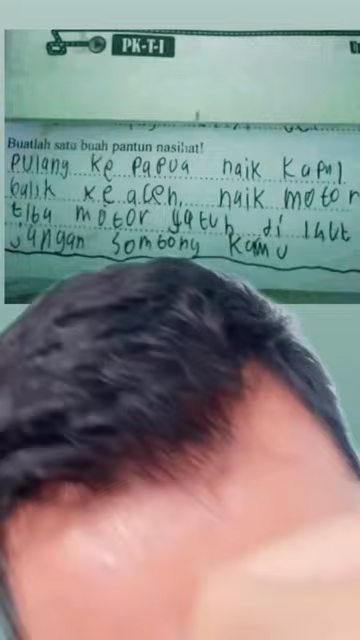 PK-T-1
Buatlah satu buah pantun nasihat!
pulang ke papua naik kapal
balik ke aceh, naik motor
tiba motor jatuh di laut
jangan sombong kamu